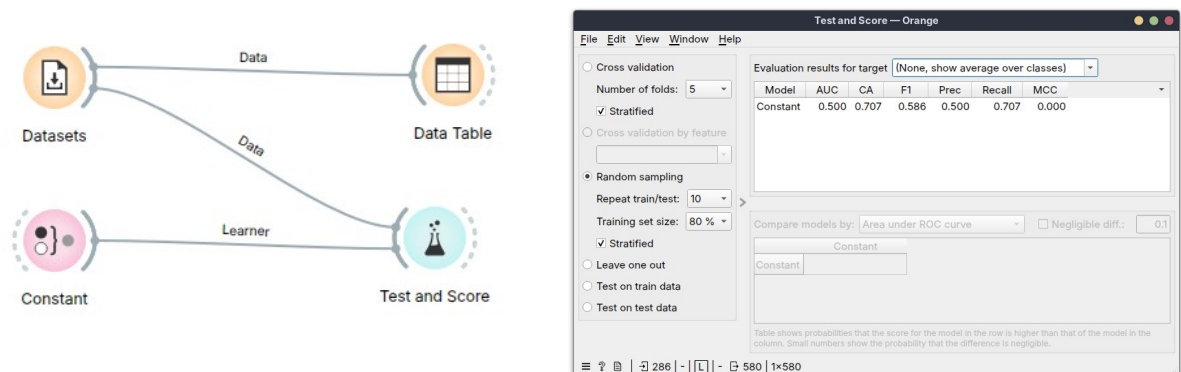 Data
Datasets
Data Table
Data
Learner
Constant
Test and Score
Test and Score — Orange
File Edit View Window Help
Cross validation
Number of folds: 5
Stratified
Cross validation by feature
Random sampling
Repeat train/test: 10
Training set size: 80 %
Stratified
Leave one out
Test on train data
Test on test data
Evaluation results for target (None, show average over classes)
Model AUC CA F1 Prec Recall MCC
Constant 0.500 0.707 0.586 0.500 0.707 0.000
Compare models by: Area under ROC curve Negligible diff.: 0.1
Constant
Constant
Table shows probabilities that the score for the model in the row is higher than that of the model in the
column. Small numbers show the probability that the difference is negligible.
? | 286 | - | L | - 580 | 1×580